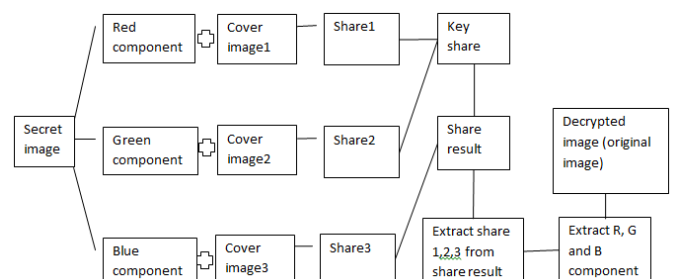 Secret
image
Red
component
Cover
image1
Share1
Key
share
Green
component
Cover
image2
Share2
Share
result
Decrypted
image (original
image)
Blue
component
Cover
image3
Share3
Extract share
1,2,3 from
share result
Extract R, G
and B
component